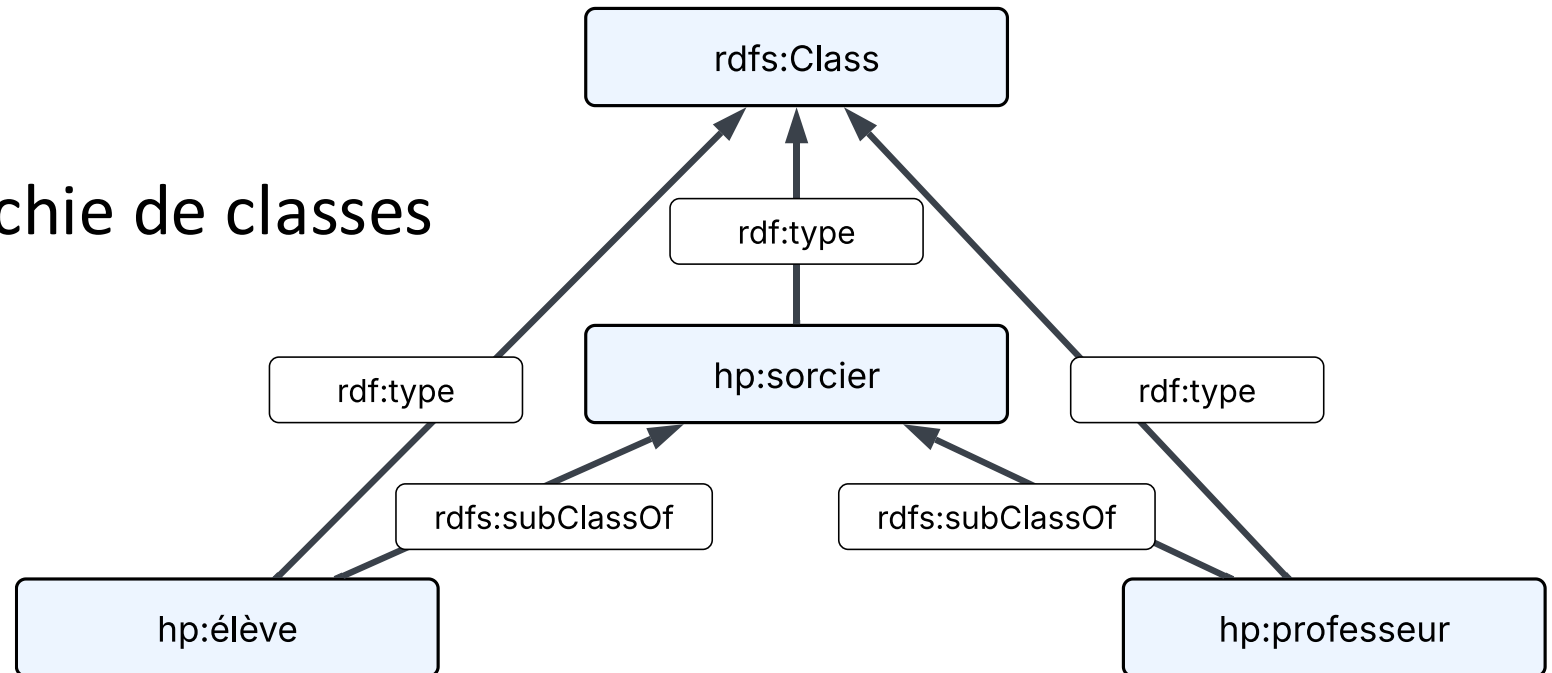 rdfs:Class
chie de classes
rdf:type
hp:sorcier
rdf:type
rdf:type
rdfs:subClassOf
rdfs:subClassOf
hp:élève
hp:professeur